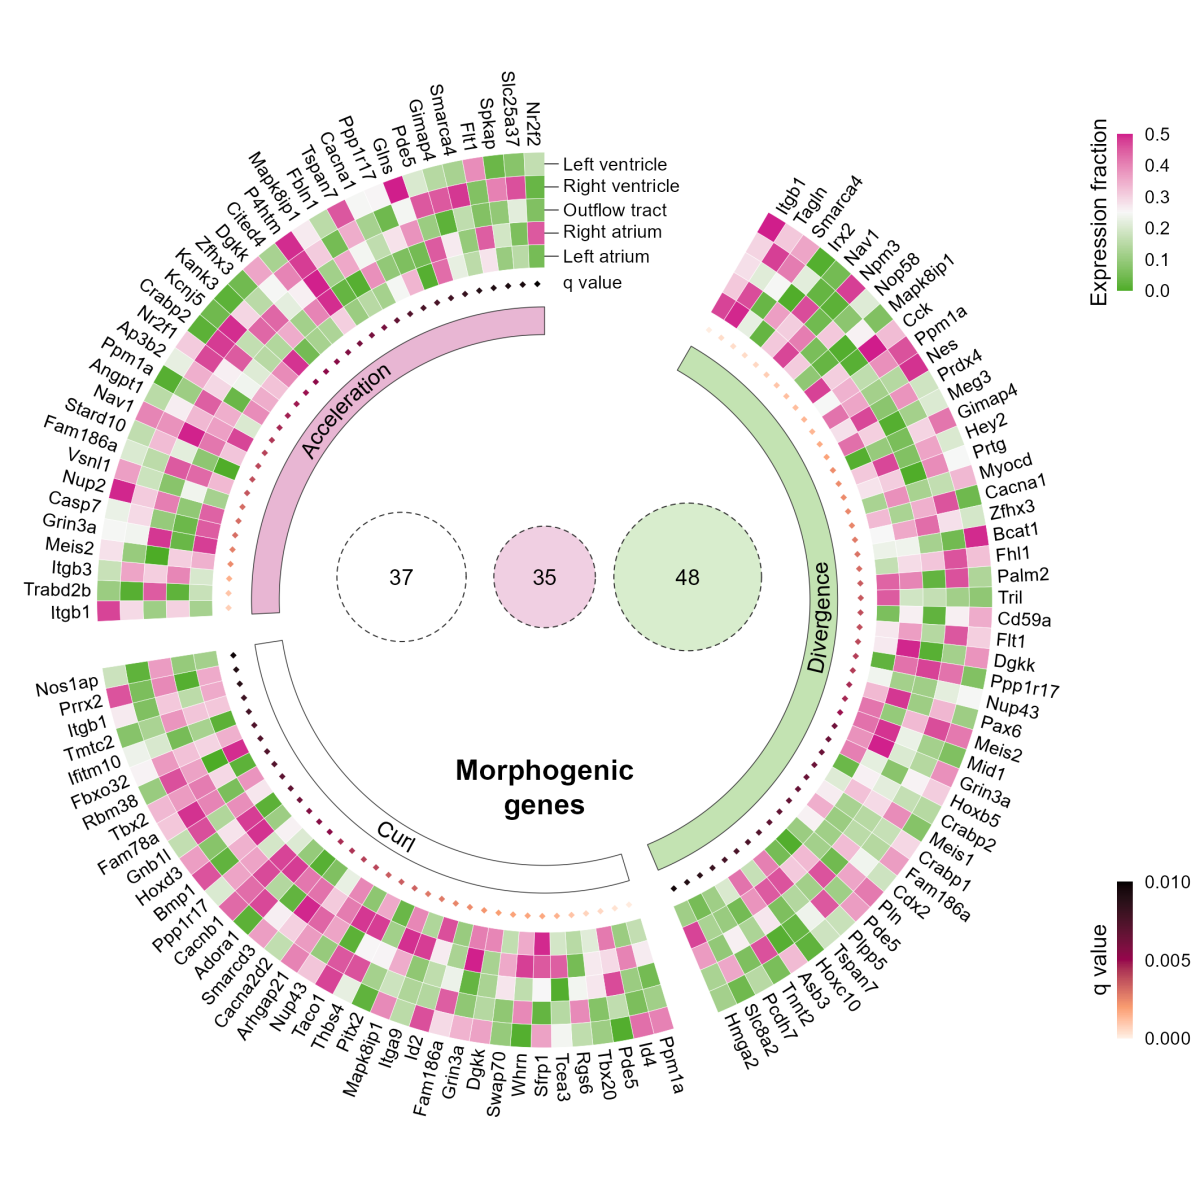 Nr2f2
Slc25a37
Spkap
Flt1
Smarca4
Gimap4
Pde5
Glns
Ppp1r17
Cacna1
Tspan7
Fbln1
Mapk8ip1
P4htm
Cited4
Dgkk
Zfhx3
Kank3
Kcnj5
Crabp2
Nr2f1
Ap3b2
Ppm1a
Angpt1
Nav1
Stard10
Fam186a
Vsnl1
Nup2
Casp7
Grin3a
Meis2
Itgb3
Trabd2b
Itgb1
Left ventricle
Right ventricle
Outflow tract
Right atrium
Left atrium
q value
Itgb1
Tagln
Smarca4
Irx2
Nav1
Npm3
Nop58
Mapk8ip1
Cck
Ppm1a
Nes
Prdx4
Meg3
Gimap4
Hey2
Prtg
Myocd
Cacna1
Zfhx3
Bcat1
Fhl1
Palm2
Tril
Cd59a
Flt1
Dgkk
Ppp1r17
Nup43
Pax6
Meis2
Mid1
Grin3a
Hoxb5
Crabp2
Meis1
Crabp1
Fam186a
Cdx2
Pln
Pde5
Plpp5
Tspan7
Hoxc10
Asb3
Tnnt2
Pcdh7
Slc8a2
Hmga2
Nos1ap
Prrx2
Itgb1
Tmtc2
Ifitm10
Fbxo32
Rbm38
Tbx2
Fam78a
Gnb1l
Hoxd3
Bmp1
Ppp1r17
Cacnb1
Adora1
Smarcd3
Cacna2d2
Arhgap21
Nup43
Taco1
Thbs4
Pitx2
Mapk8ip1
Itga9
Id2
Fam186a
Grin3a
Dgkk
Swap70
Whrn
Sfrp1
Tcea3
Rgs6
Tbx20
Pde5
Id4
Ppm1a
Acceleration
Divergence
Curl
37
35
48
Morphogenic
genes
Expression fraction
0.5
0.4
0.3
0.2
0.1
0.0
q value
0.010
0.005
0.000